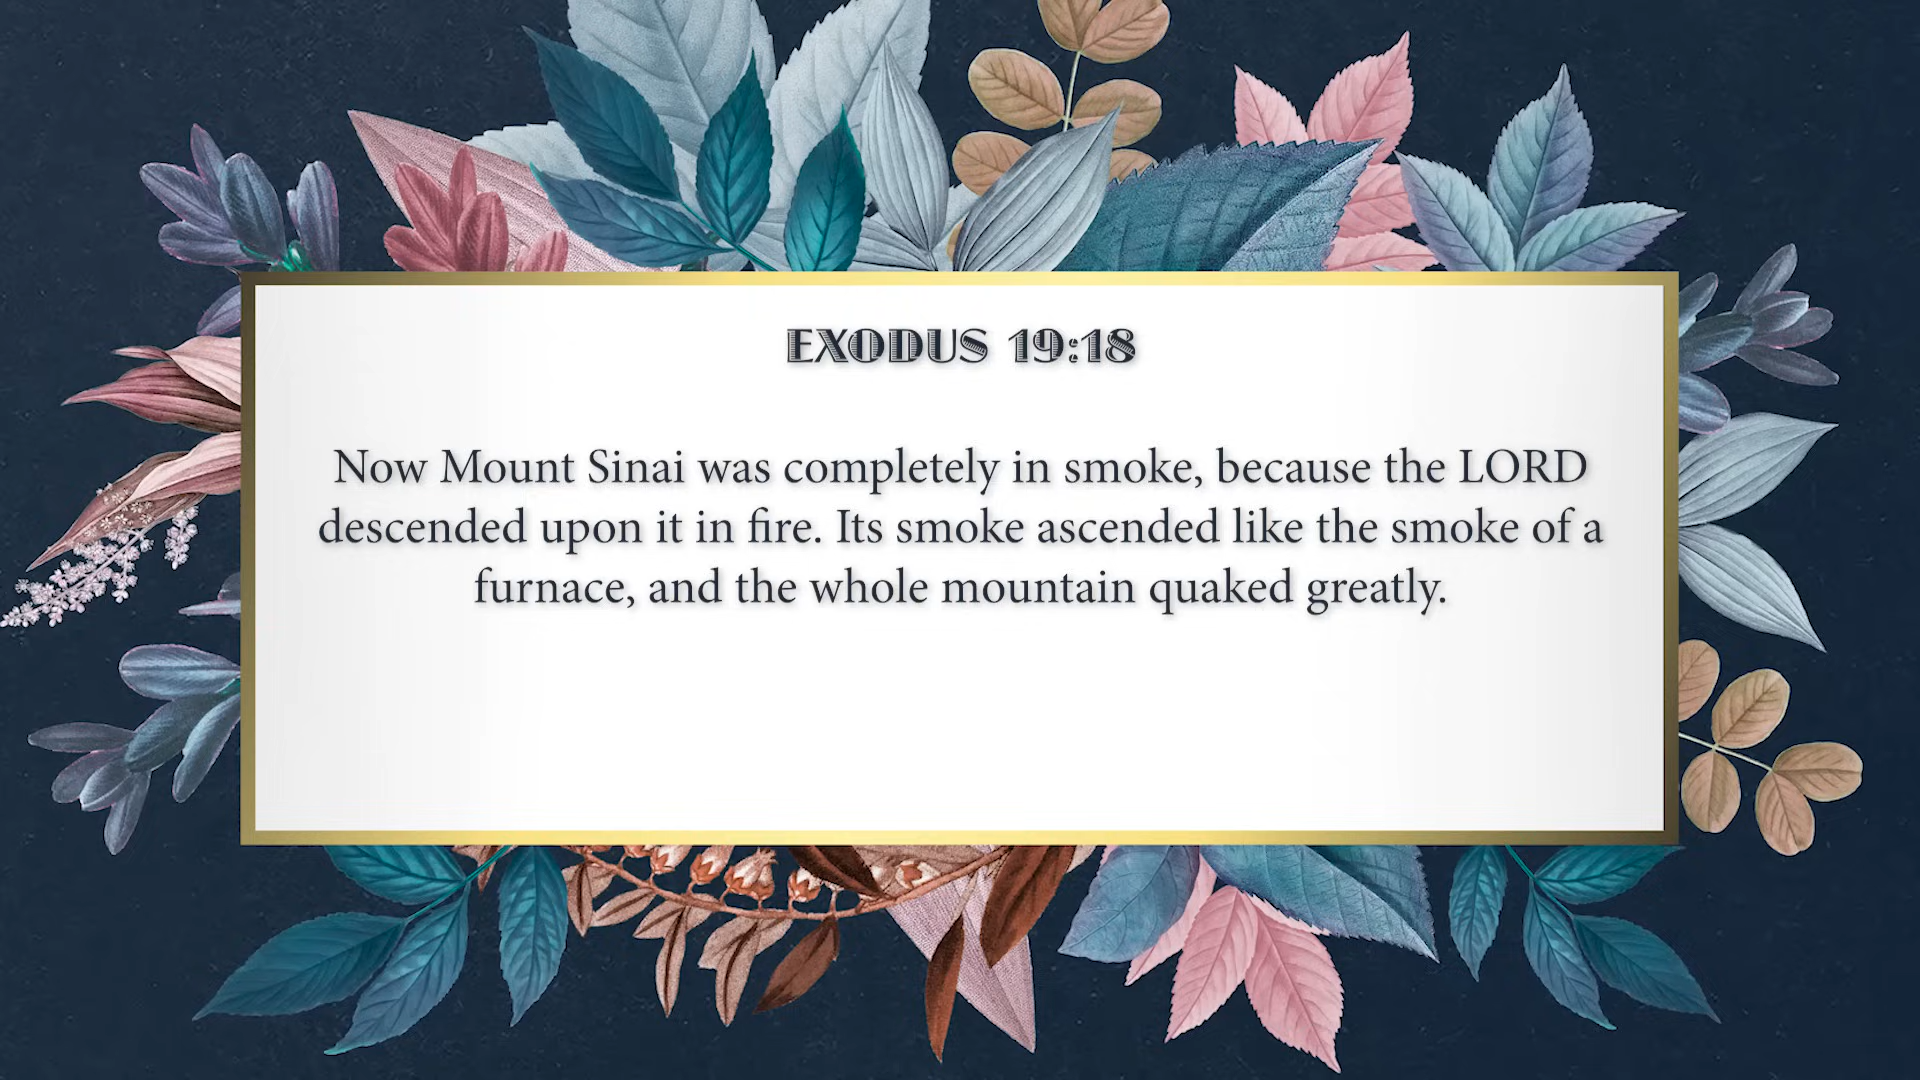 EXODUS 19:18
Now Mount Sinai was completely in smoke, because the LORD
descended upon it in fire. Its smoke ascended like the smoke of a
furnace, and the whole mountain quaked greatly.